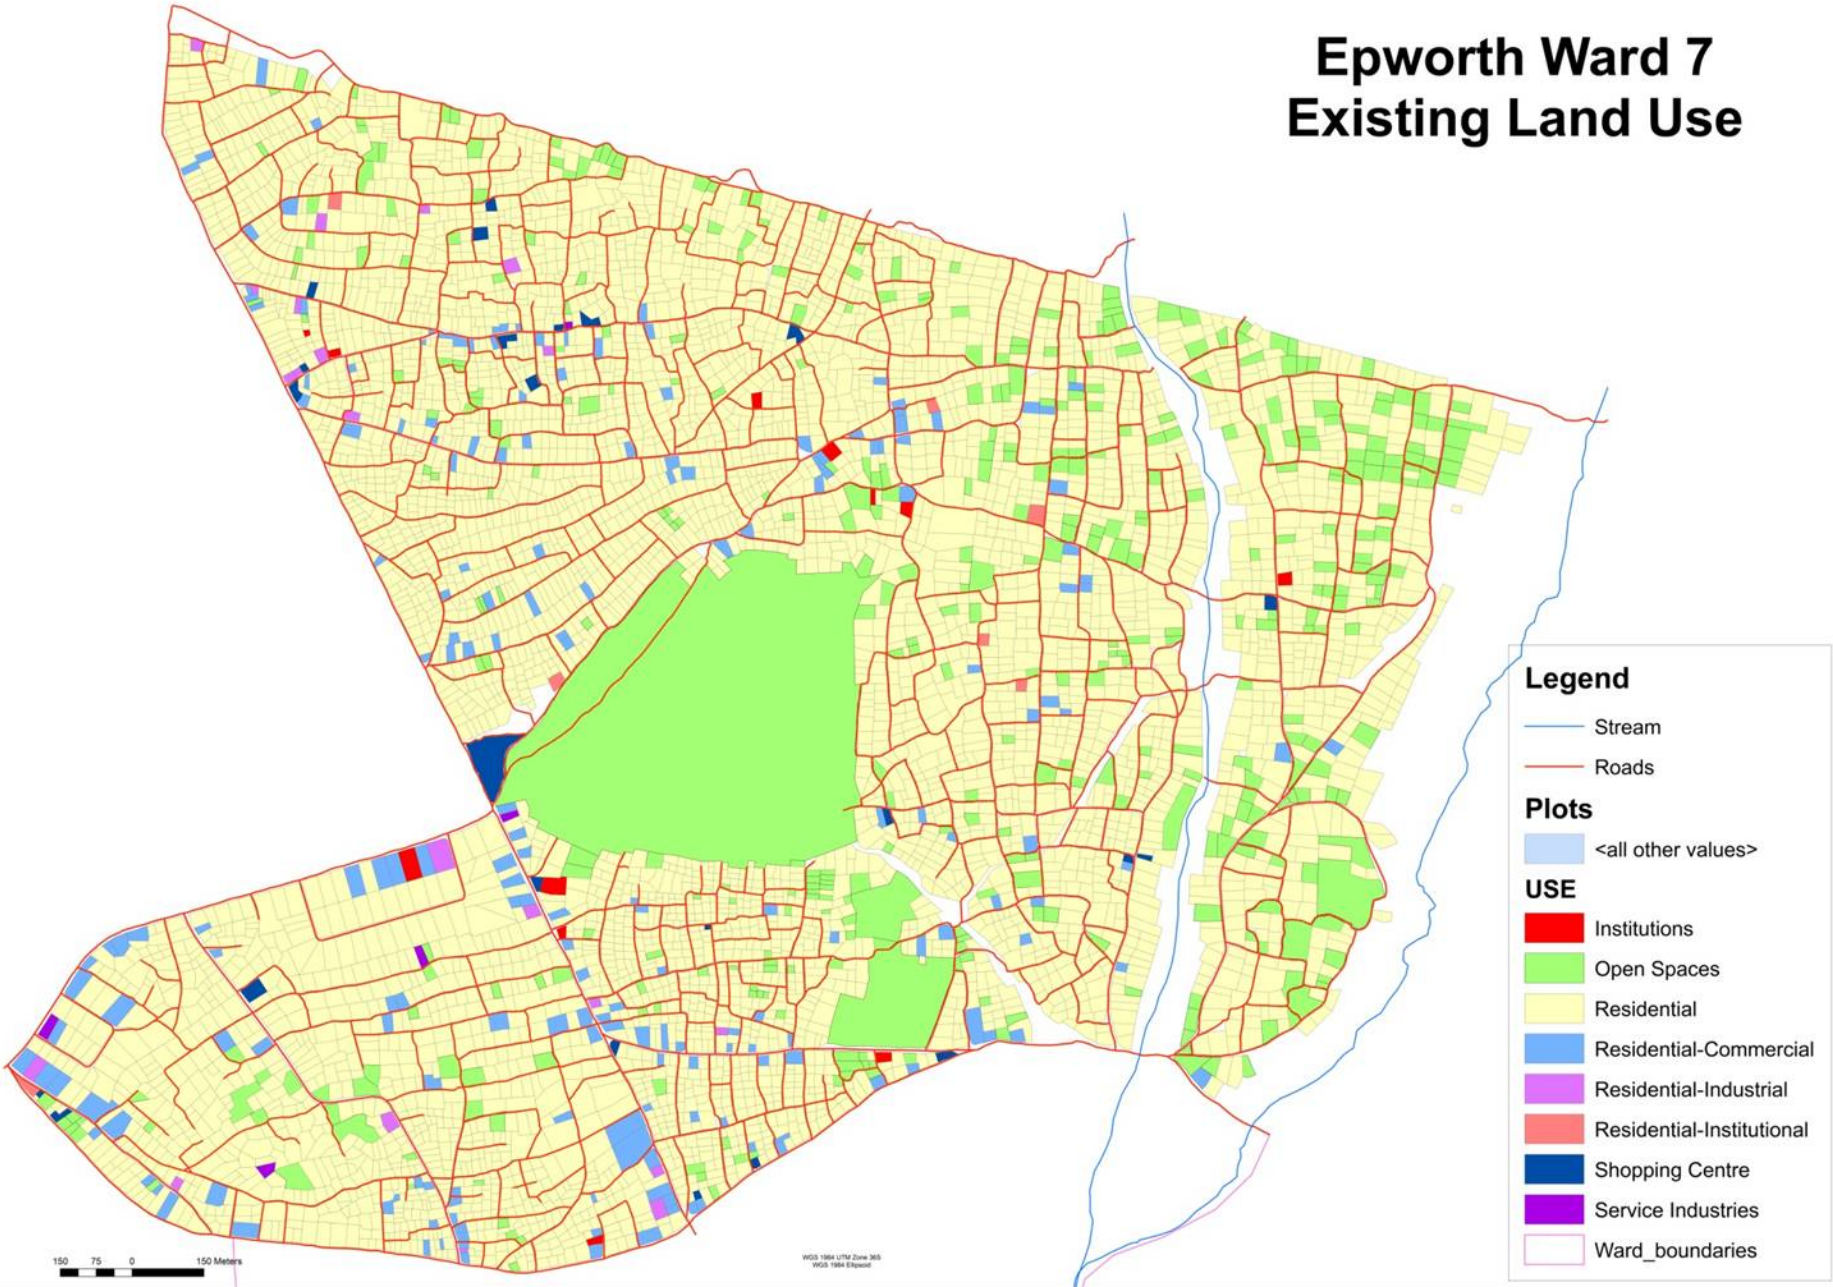 Epworth Ward 7
Existing Land Use
Legend
Stream
Roads
Plots
<all other values>
USE
Institutions
Open Spaces
Residential
Residential-Commercial
Residential-Industrial
Residential-Institutional
Shopping Centre
Service Industries
Ward_boundaries
150 75 0 150 Meters
WGS 1984 UTM Zone 36S
WGS 1984 Ellipsoid